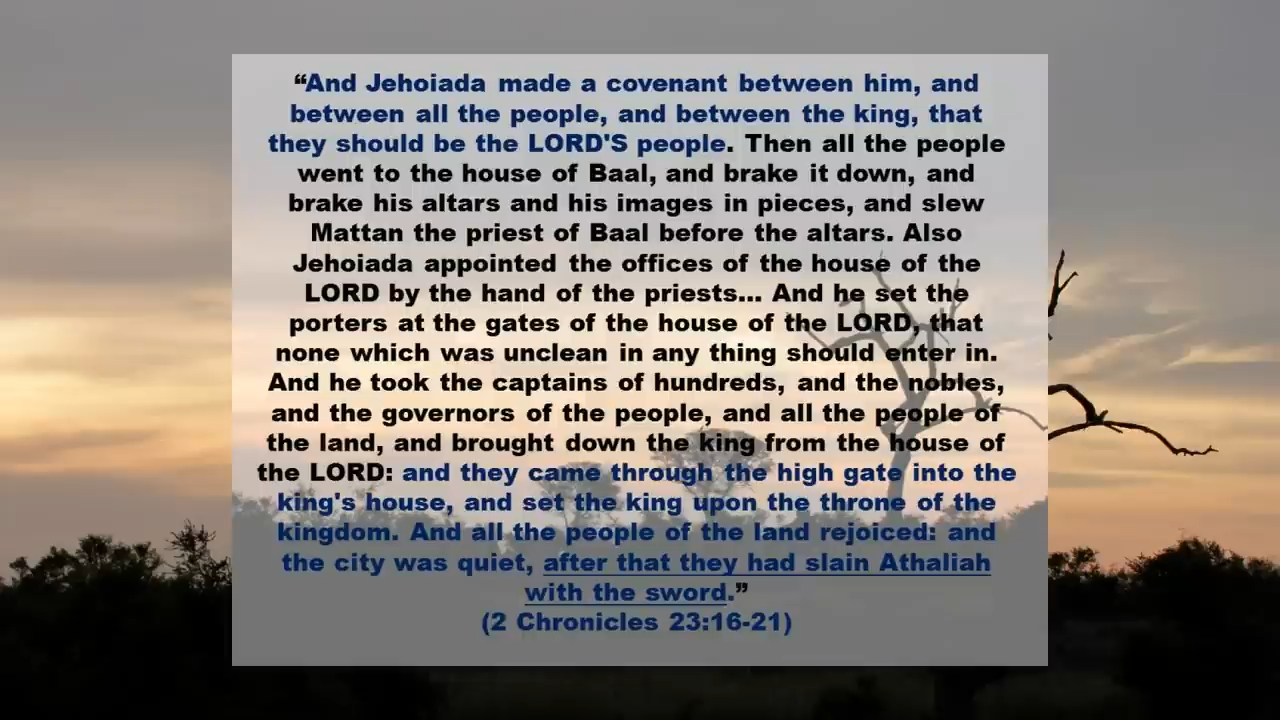 “And Jehoiada made a covenant between him, and
between all the people, and between the king, that
they should be the LORD'S people. Then all the people
went to the house of Baal, and brake it down, and
brake his altars and his images in pieces, and slew
Mattan the priest of Baal before the altars. Also
Jehoiada appointed the offices of the house of the
LORD by the hand of the priests... And he set the
porters at the gates of the house of the LORD, that
none which was unclean in any thing should enter in.
And he took the captains of hundreds, and the nobles,
and the governors of the people, and all the people of
the land, and brought down the king from the house of
the LORD: and they came through the high gate into the
king's house, and set the king upon the throne of the
kingdom. And all the people of the land rejoiced: and
the city was quiet, after that they had slain Athaliah
with the sword.”
(2 Chronicles 23:16-21)